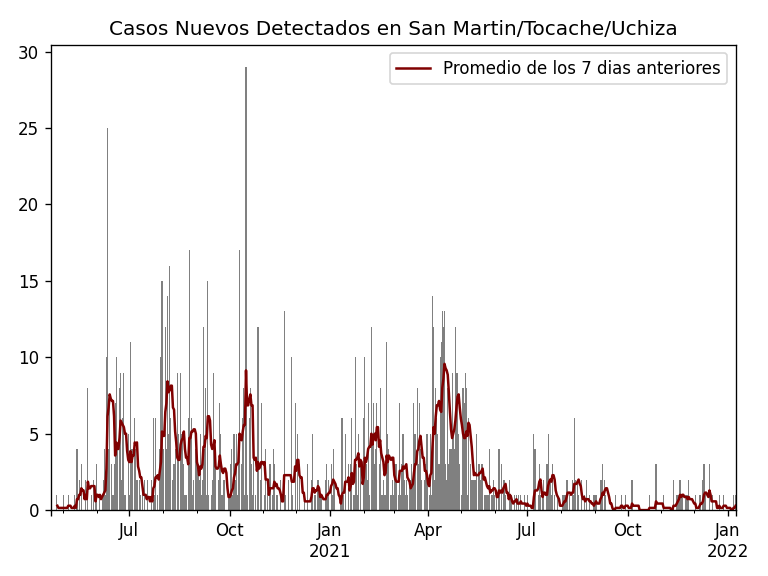 Casos Nuevos Detectados en San Martin/Tocache/Uchiza
Promedio de los 7 dias anteriores
30
25
20
15
10
5
0
Jul
Oct
Jan
2021
Apr
Jul
Oct
Jan
2022